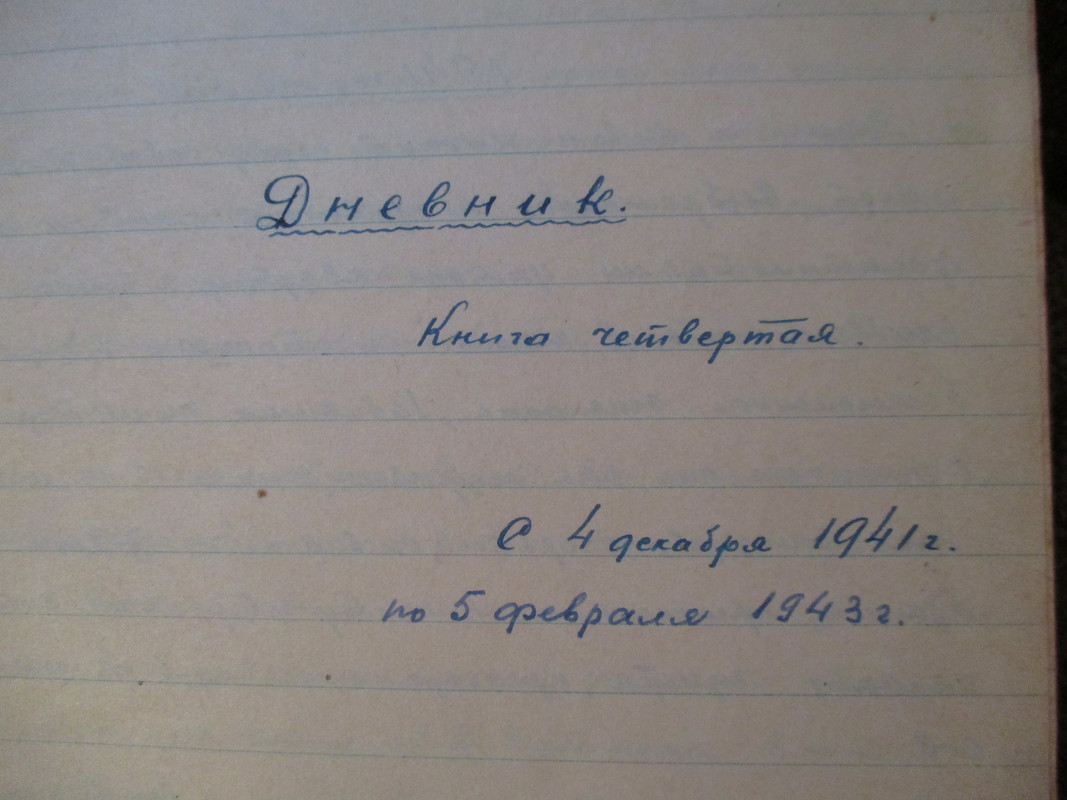 Дневник.
Книга четвертая.
С 4 декабря 1941 г.
по 5 февраля 1943 г.